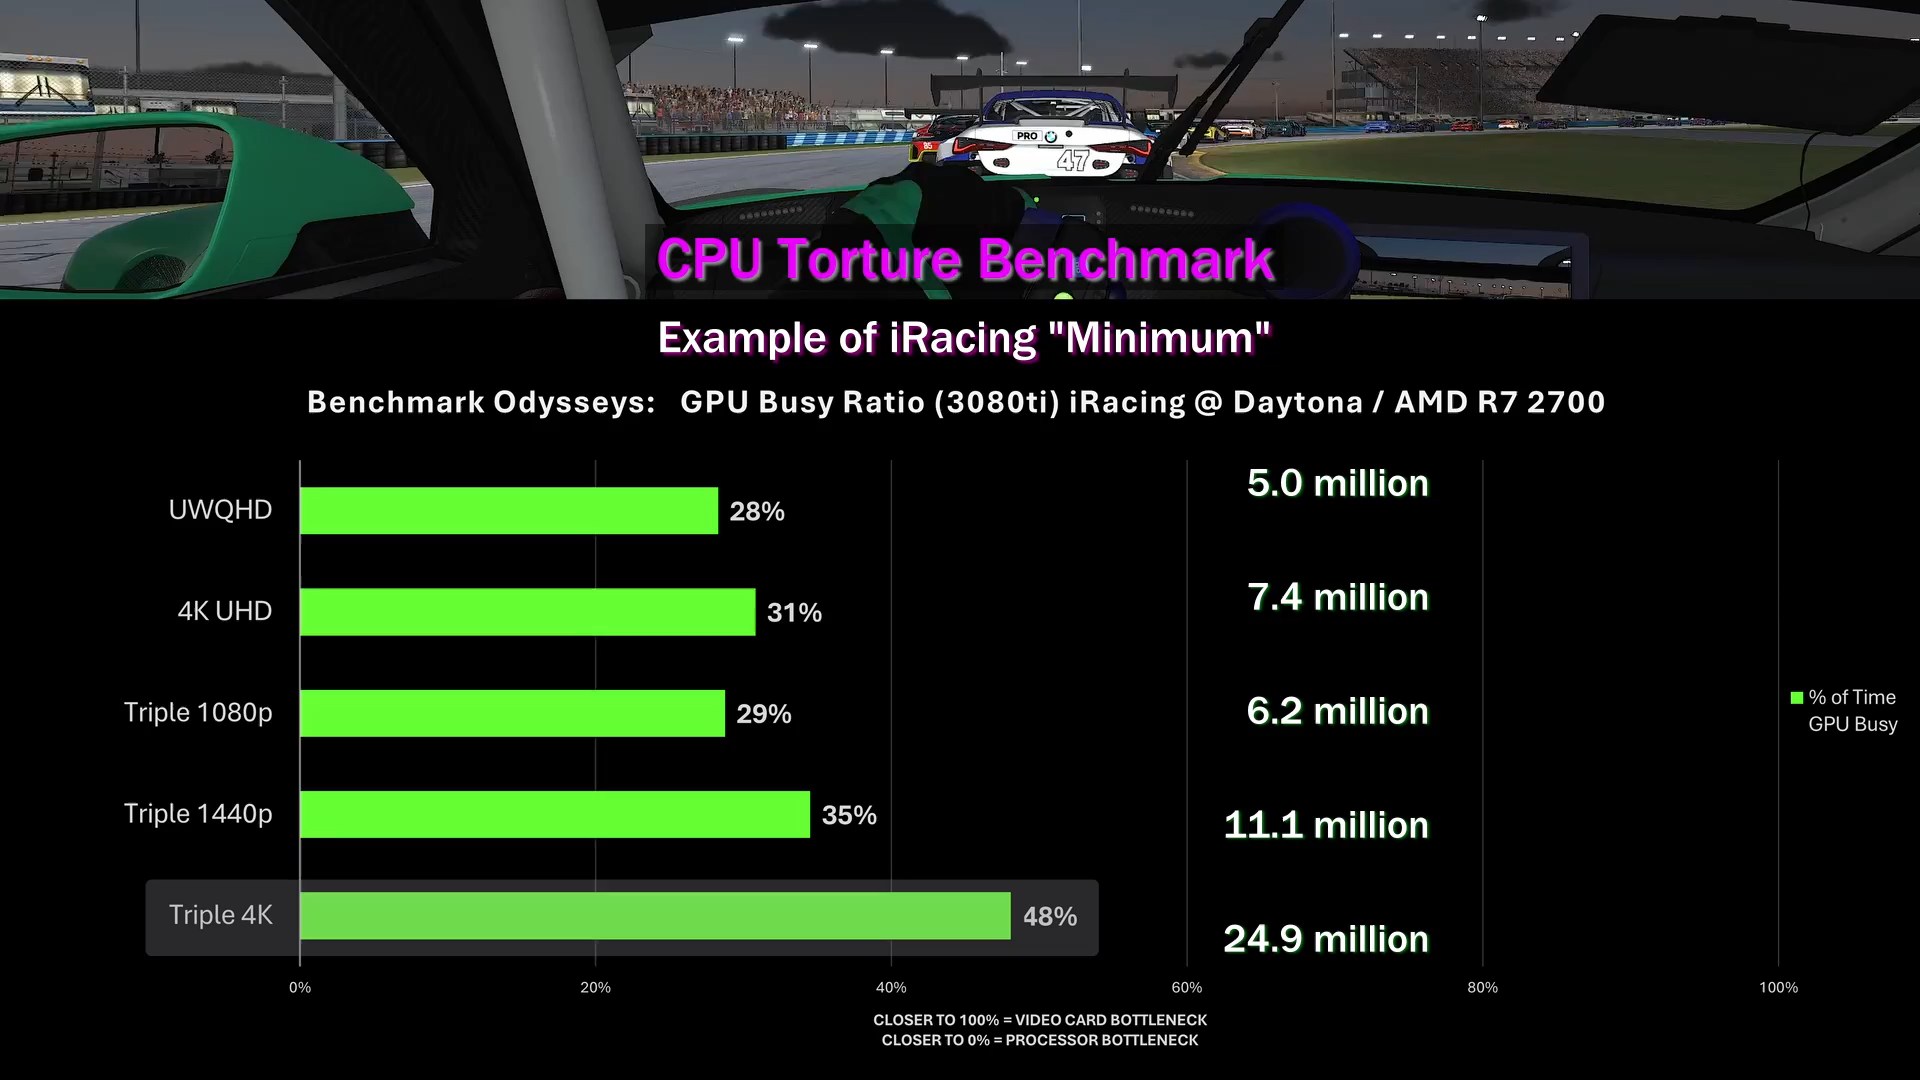 PRO
85
47
CPU Torture Benchmark
Example of iRacing "Minimum"
Benchmark Odysseys: GPU Busy Ratio (3080ti) iRacing @ Daytona / AMD R7 2700
UWQHD 28% 5.0 million
4K UHD 31% 7.4 million
Triple 1080p 29% 6.2 million
Triple 1440p 35% 11.1 million
Triple 4K 48% 24.9 million
% of Time
GPU Busy
0% 20% 40% 60% 80% 100%
CLOSER TO 100% = VIDEO CARD BOTTLENECK
CLOSER TO 0% = PROCESSOR BOTTLENECK